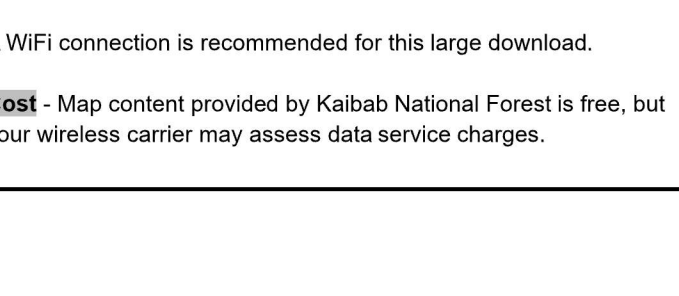 WiFi connection is recommended for this large download.
ost - Map content provided by Kaibab National Forest is free, but
our wireless carrier may assess data service charges.